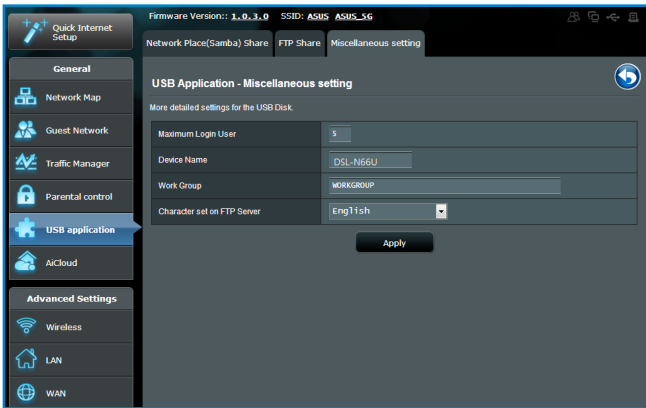 Quick Internet
Setup
Firmware Version:: 1.0.3.0 SSID: ASUS ASUS_5G
Network Place(Samba) Share FTP Share Miscellaneous setting
General
Network Map
Guest Network
Traffic Manager
Parental control
USB application
AiCloud
Advanced Settings
Wireless
LAN
WAN
USB Application - Miscellaneous setting
More detailed settings for the USB Disk.
Maximum Login User 5
Device Name DSL-N66U
Work Group WORKGROUP
Character set on FTP Server English
Apply